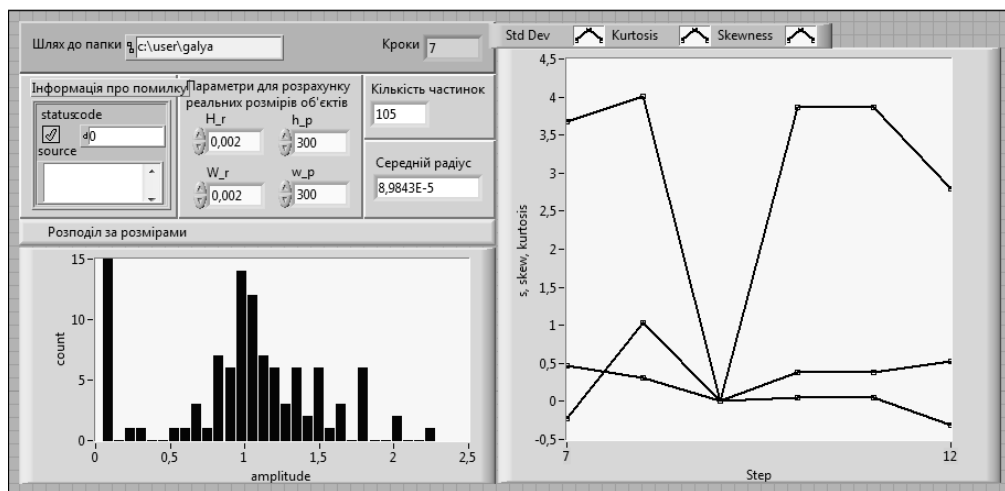 Шлях до папки c:\user\galya
Кроки 7
Інформація про помилку
status code
d0
source
Параметри для розрахунку
реальних розмірів об'єктів
H_r
0,002
h_p
300
W_r
0,002
w_p
300
Кількість частинок
105
Середній радіус
8,9843E-5
Розподіл за розмірами
15
10
5
0
count
0 0,5 1 1,5 2 2,5
amplitude
Std Dev Kurtosis Skewness
4,5
4
3,5
3
2,5
2
1,5
1
0,5
0
-0,5
s, skew, kurtosis
7 12
Step